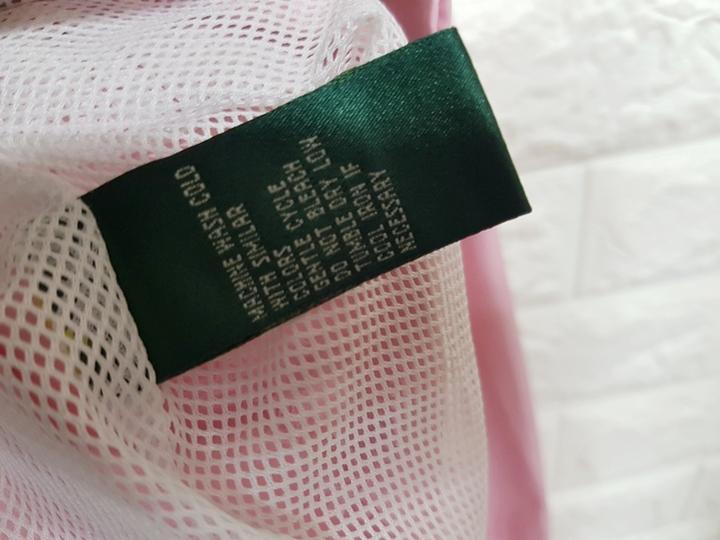 MACHINE WASH COLD
WITH SIMILAR
COLORS
GENTLE CYCLE
DO NOT BLEACH
TUMBLE DRY LOW
COOL IRON IF
NECESSARY